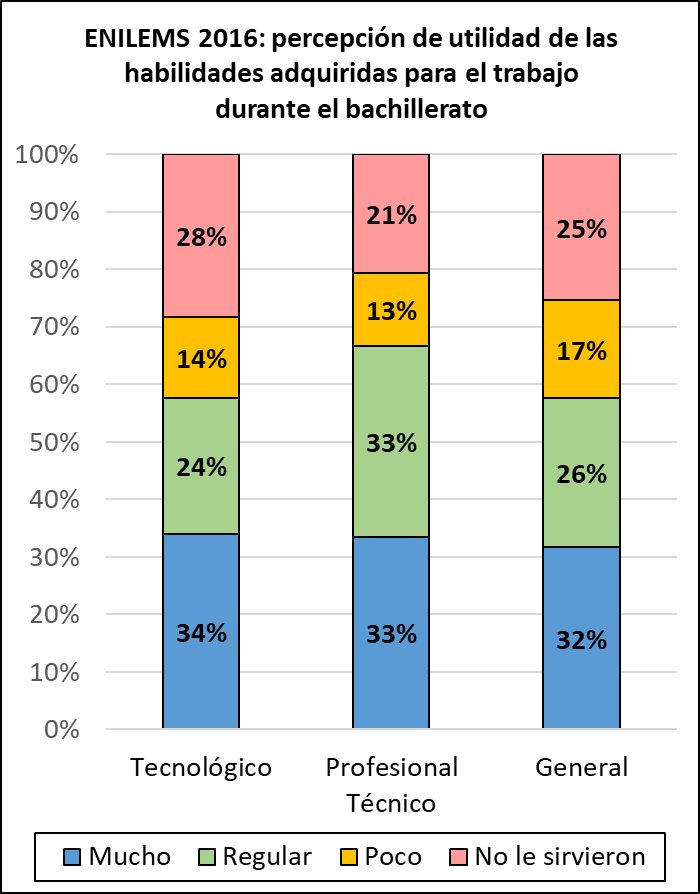 ENILEMS 2016: percepción de utilidad de las
habilidades adquiridas para el trabajo
durante el bachillerato
100%
90%
80%
70%
60%
50%
40%
30%
20%
10%
0%
28%
14%
24%
34%
21%
13%
33%
33%
25%
17%
26%
32%
Tecnológico
Profesional
Técnico
General
Mucho
Regular
Poco
No le sirvieron